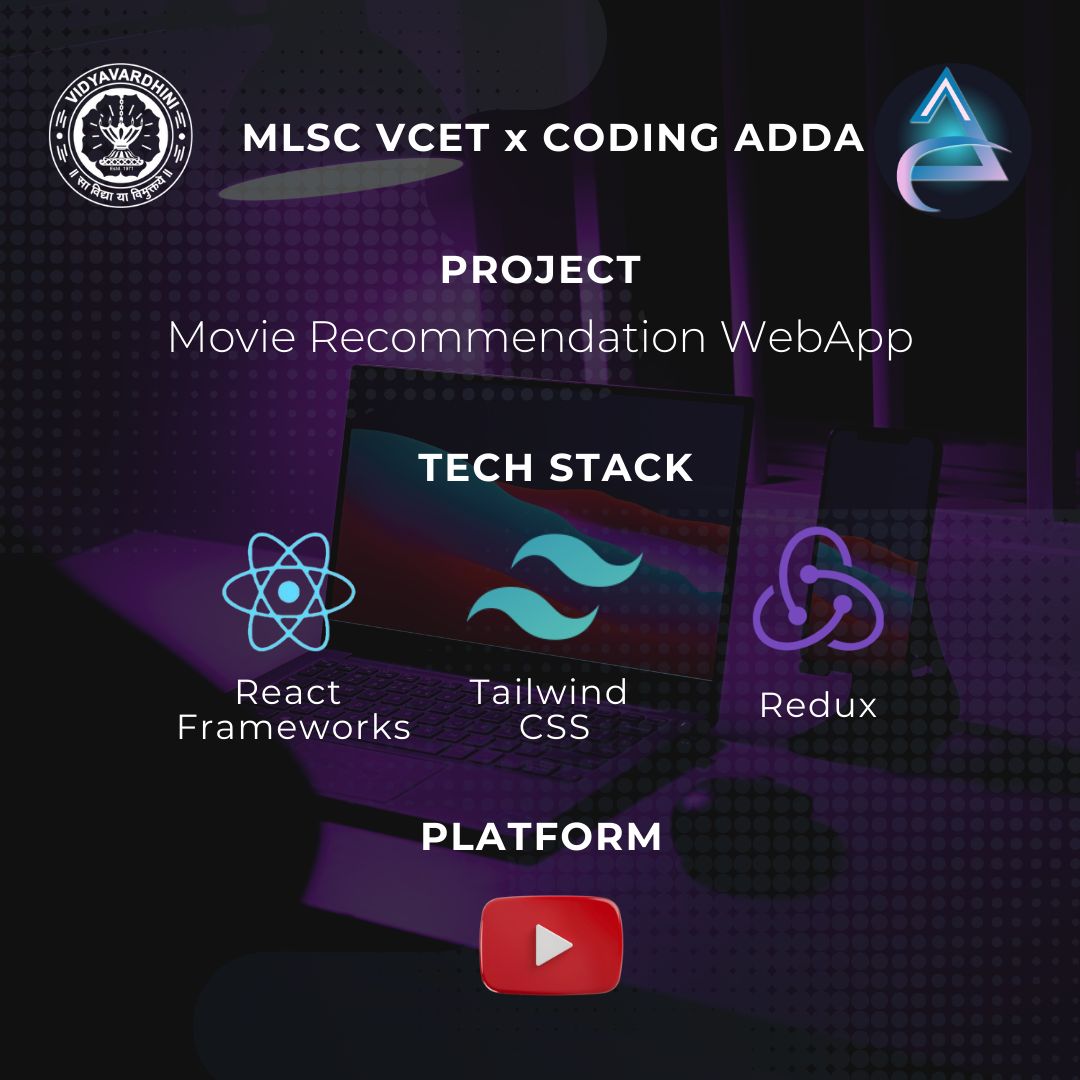 VIDYAVARDHINI
Estd. 1971
॥ सा विद्या या विमुक्तये ॥
MLSC VCET x CODING ADDA
PROJECT
Movie Recommendation WebApp
TECH STACK
React
Frameworks
Tailwind
CSS
Redux
PLATFORM